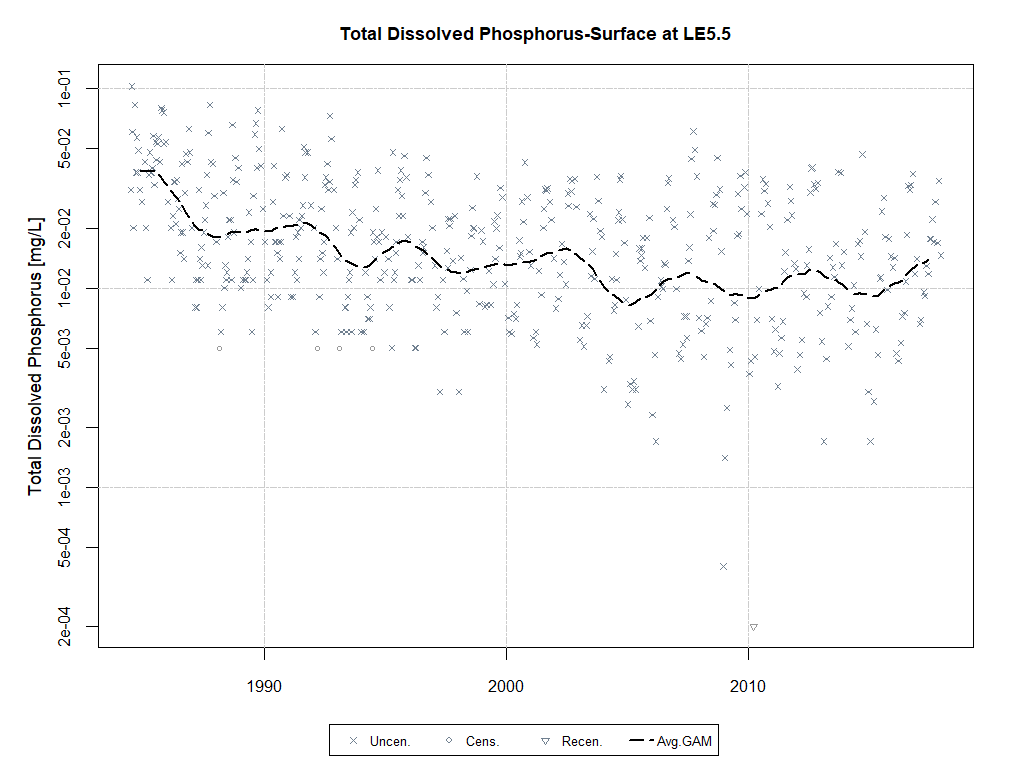 Total Dissolved Phosphorus-Surface at LE5.5
Total Dissolved Phosphorus [mg/L]
1e-01
5e-02
2e-02
1e-02
5e-03
2e-03
1e-03
5e-04
2e-04
1990 2000 2010
Uncen. Cens. Recen. Avg.GAM